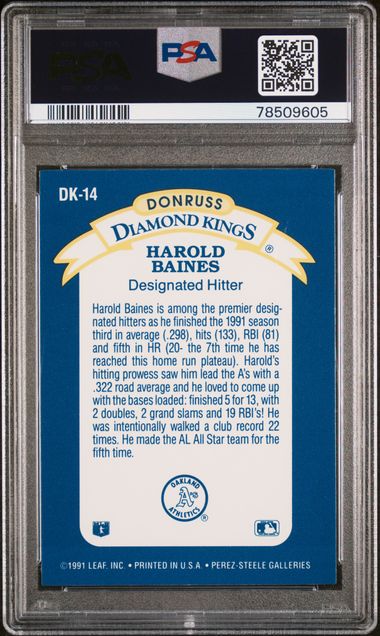 PSA
PSA
78509605
DK-14
DONRUSS
DIAMOND KINGS ®
HAROLD
BAINES
Designated Hitter
Harold Baines is among the premier desig-
nated hitters as he finished the 1991 season
third in average (.298), hits (133), RBI (81)
and fifth in HR (20- the 7th time he has
reached this home run plateau). Harold's
hitting prowess saw him lead the A's with a
.322 road average and he loved to come up
with the bases loaded: finished 5 for 13, with
2 doubles, 2 grand slams and 19 RBI's! He
was intentionally walked a club record 22
times. He made the AL All Star team for the
fifth time.
OAKLAND
A's
ATHLETICS ®
©1991 LEAF. INC • PRINTED IN U.S.A. • PEREZ-STEELE GALLERIES